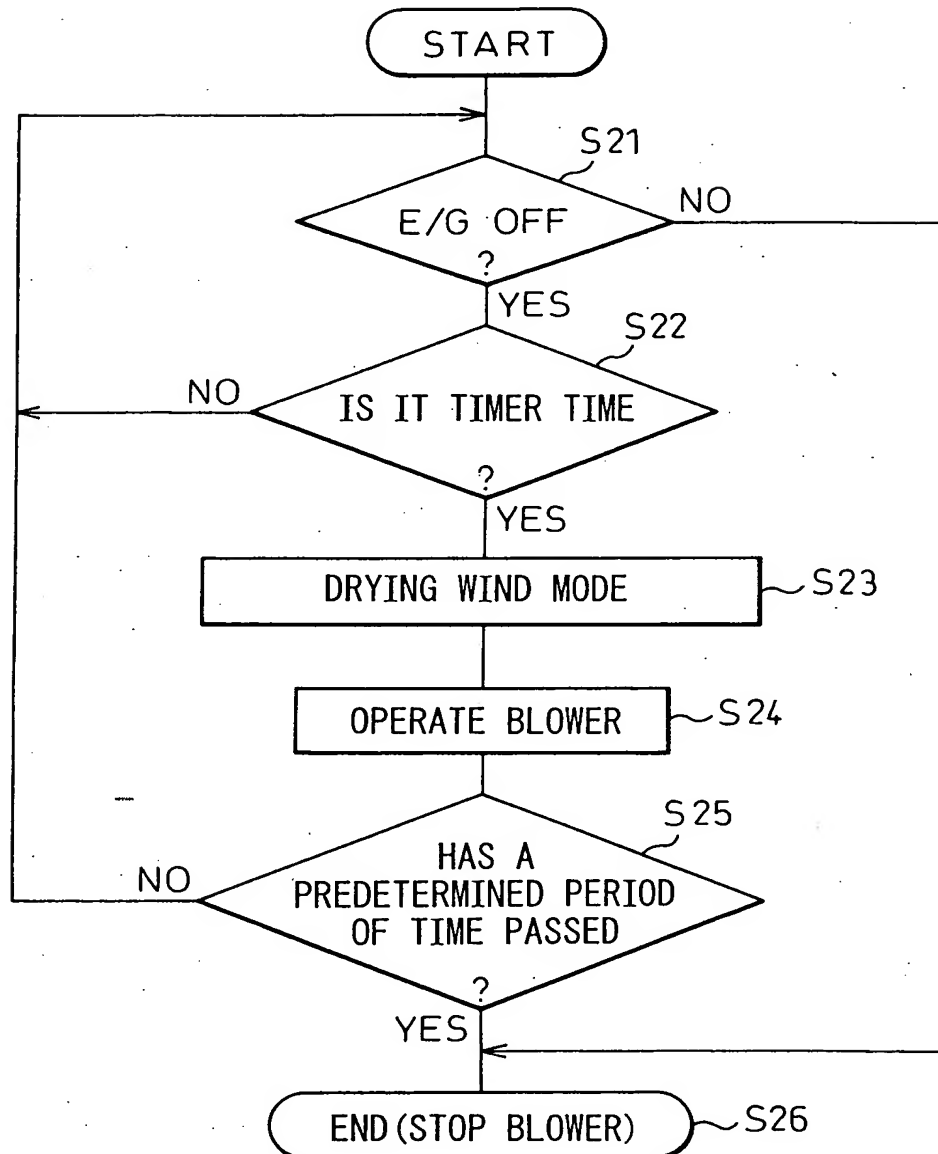 START
S21
E/G OFF
?
NO
YES
S22
NO
IS IT TIMER TIME
?
YES
DRYING WIND MODE
S23
OPERATE BLOWER
S24
S25
NO
HAS A
PREDETERMINED PERIOD
OF TIME PASSED
?
YES
END(STOP BLOWER)
S26